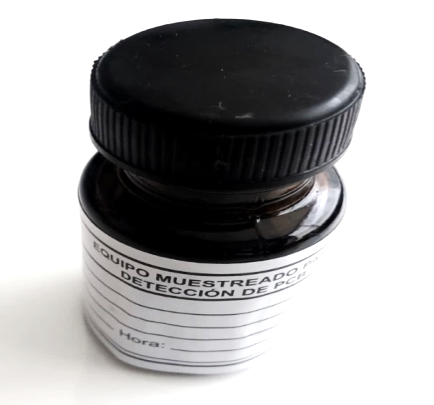 EQUIPO MUESTREADO
DETECCIÓN DE PCB
Hora: